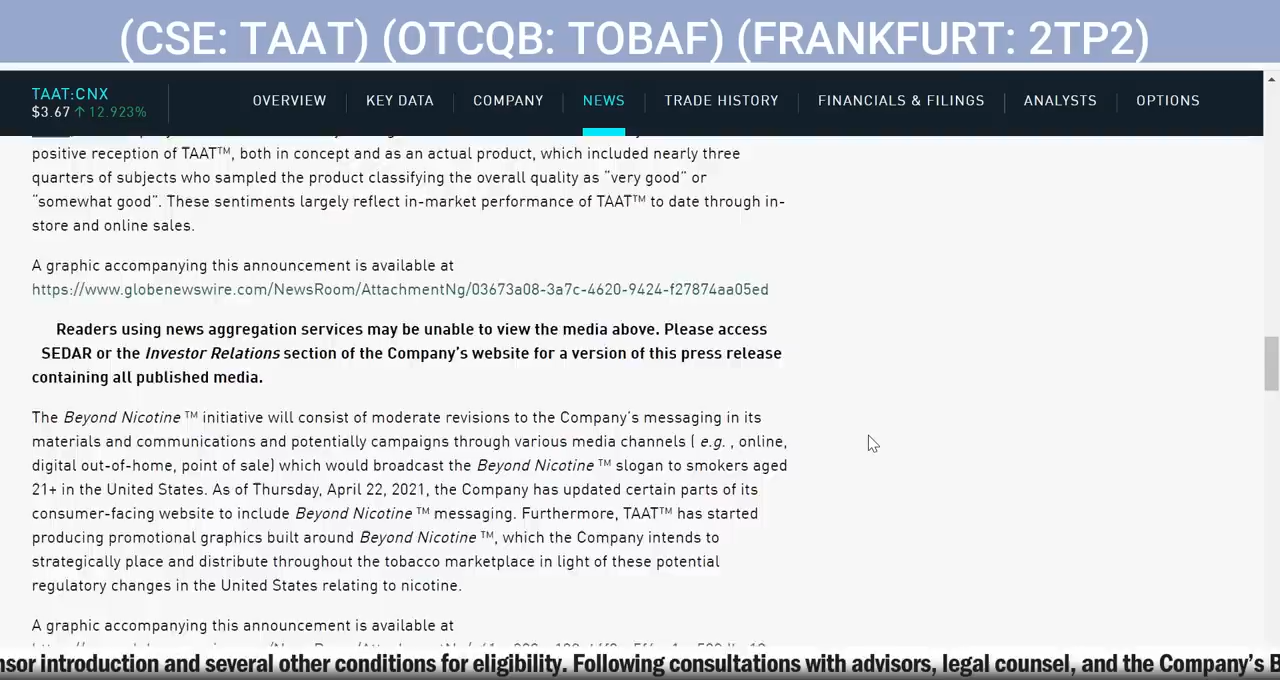 (CSE: TAAT) (OTCQB: TOBAF) (FRANKFURT: 2TP2)
TAAT:CNX
$3.67 ↑ 12.923%
OVERVIEW
KEY DATA
COMPANY
NEWS
TRADE HISTORY
FINANCIALS & FILINGS
ANALYSTS
OPTIONS
positive reception of TAAT™, both in concept and as an actual product, which included nearly three
quarters of subjects who sampled the product classifying the overall quality as “very good” or
“somewhat good”. These sentiments largely reflect in-market performance of TAAT™ to date through in-
store and online sales.
A graphic accompanying this announcement is available at
https://www.globenewswire.com/NewsRoom/AttachmentNg/03673a08-3a7c-4620-9424-f27874aa05ed
Readers using news aggregation services may be unable to view the media above. Please access
SEDAR or the Investor Relations section of the Company’s website for a version of this press release
containing all published media.
The Beyond Nicotine ™ initiative will consist of moderate revisions to the Company’s messaging in its
materials and communications and potentially campaigns through various media channels ( e.g. , online,
digital out-of-home, point of sale) which would broadcast the Beyond Nicotine ™ slogan to smokers aged
21+ in the United States. As of Thursday, April 22, 2021, the Company has updated certain parts of its
consumer-facing website to include Beyond Nicotine ™ messaging. Furthermore, TAAT™ has started
producing promotional graphics built around Beyond Nicotine ™, which the Company intends to
strategically place and distribute throughout the tobacco marketplace in light of these potential
regulatory changes in the United States relating to nicotine.
A graphic accompanying this announcement is available at
nsor introduction and several other conditions for eligibility. Following consultations with advisors, legal counsel, and the Company’s B